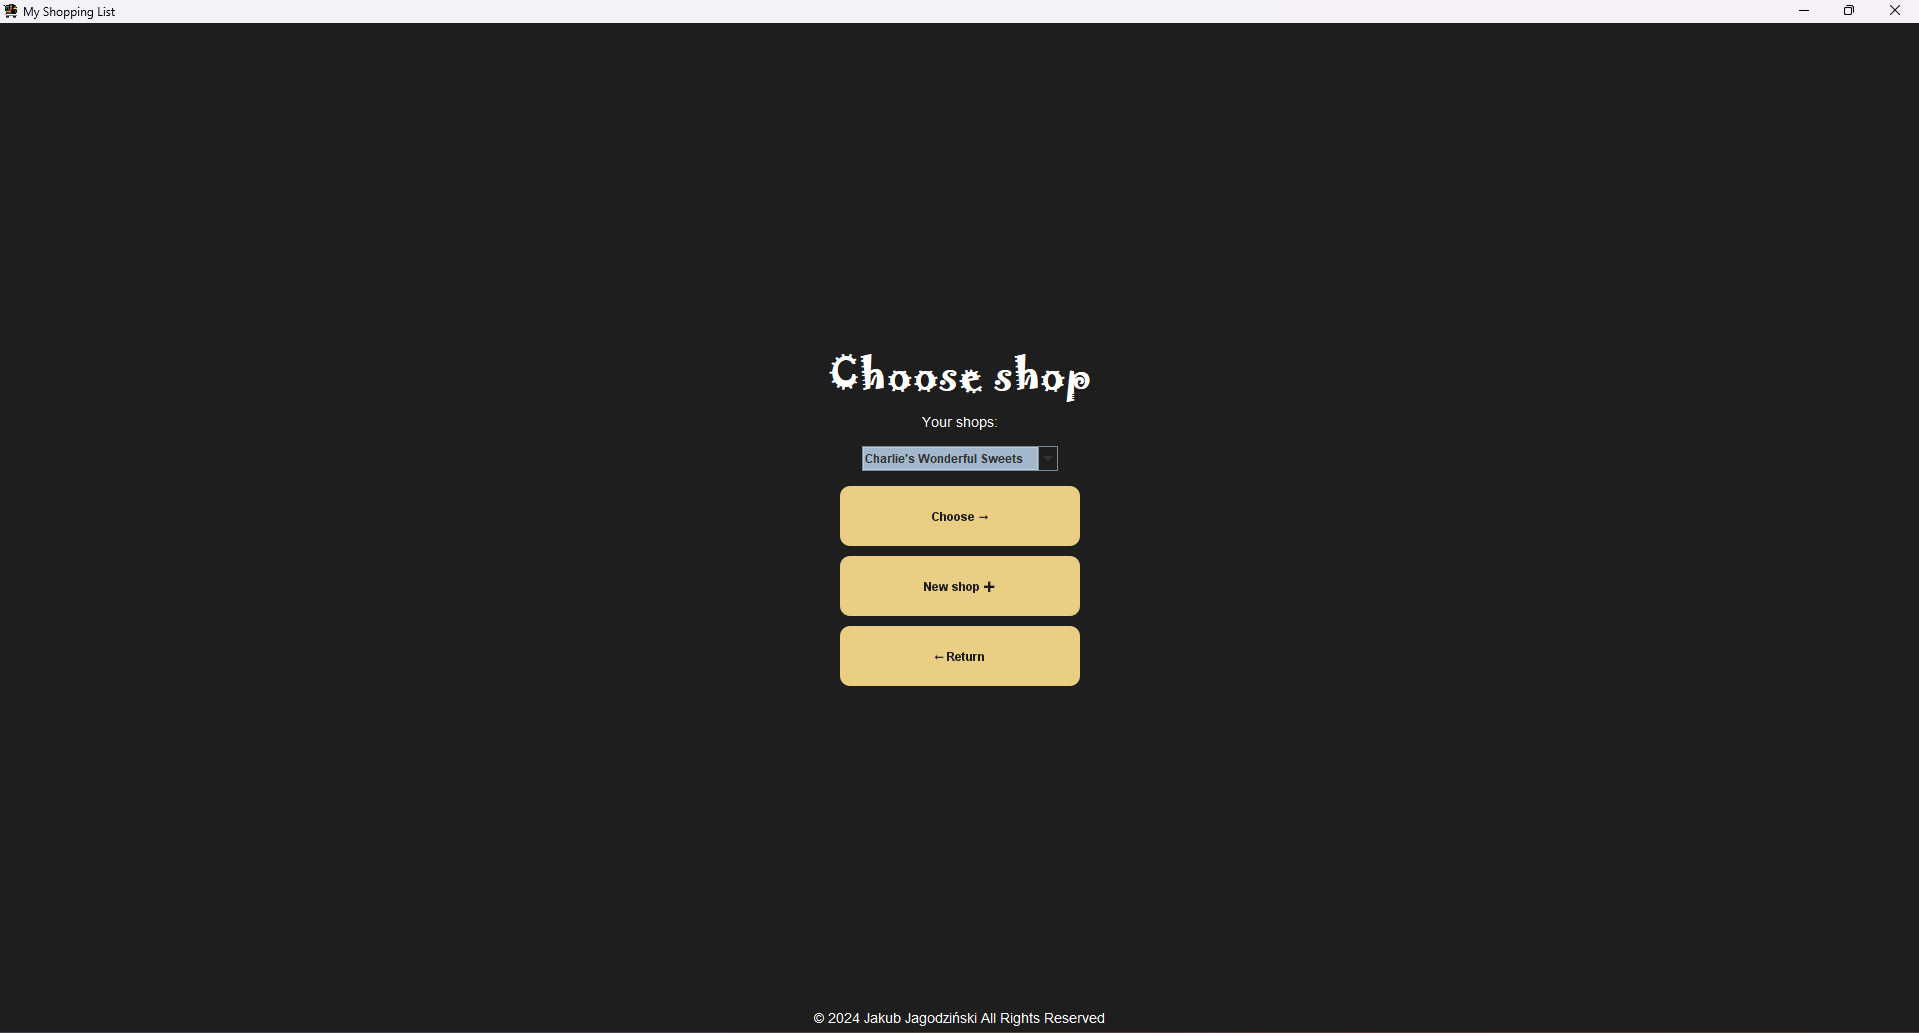 My Shopping List
Choose shop
Your shops:
Charlie's Wonderful Sweets
Choose →
New shop ➕
← Return
© 2024 Jakub Jagodziński All Rights Reserved